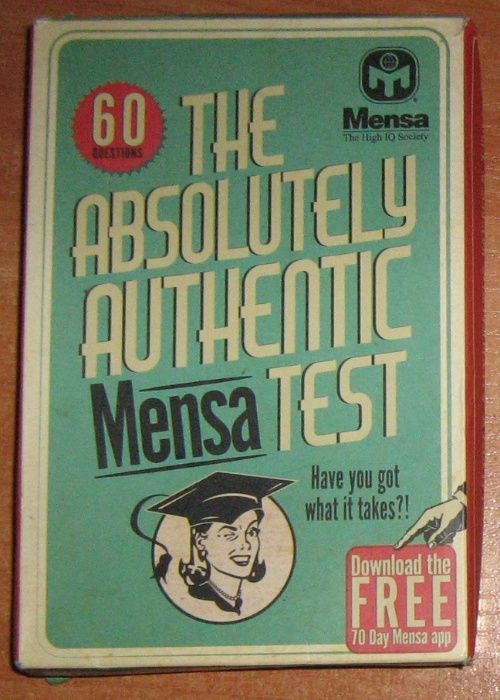 60
QUESTIONS
Mensa
The High IQ Society
THE
ABSOLUTELY
AUTHENTIC
Mensa TEST
Have you got
what it takes?!
Download the
FREE
70 Day Mensa app